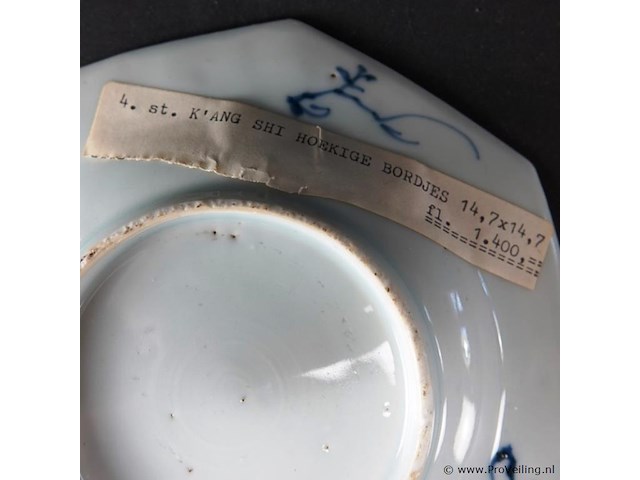 4. st. K'ANG SHI HOEKIGE BORDJES 14,7x14,7
fl. 1.400,==
© www.ProVeiling.nl